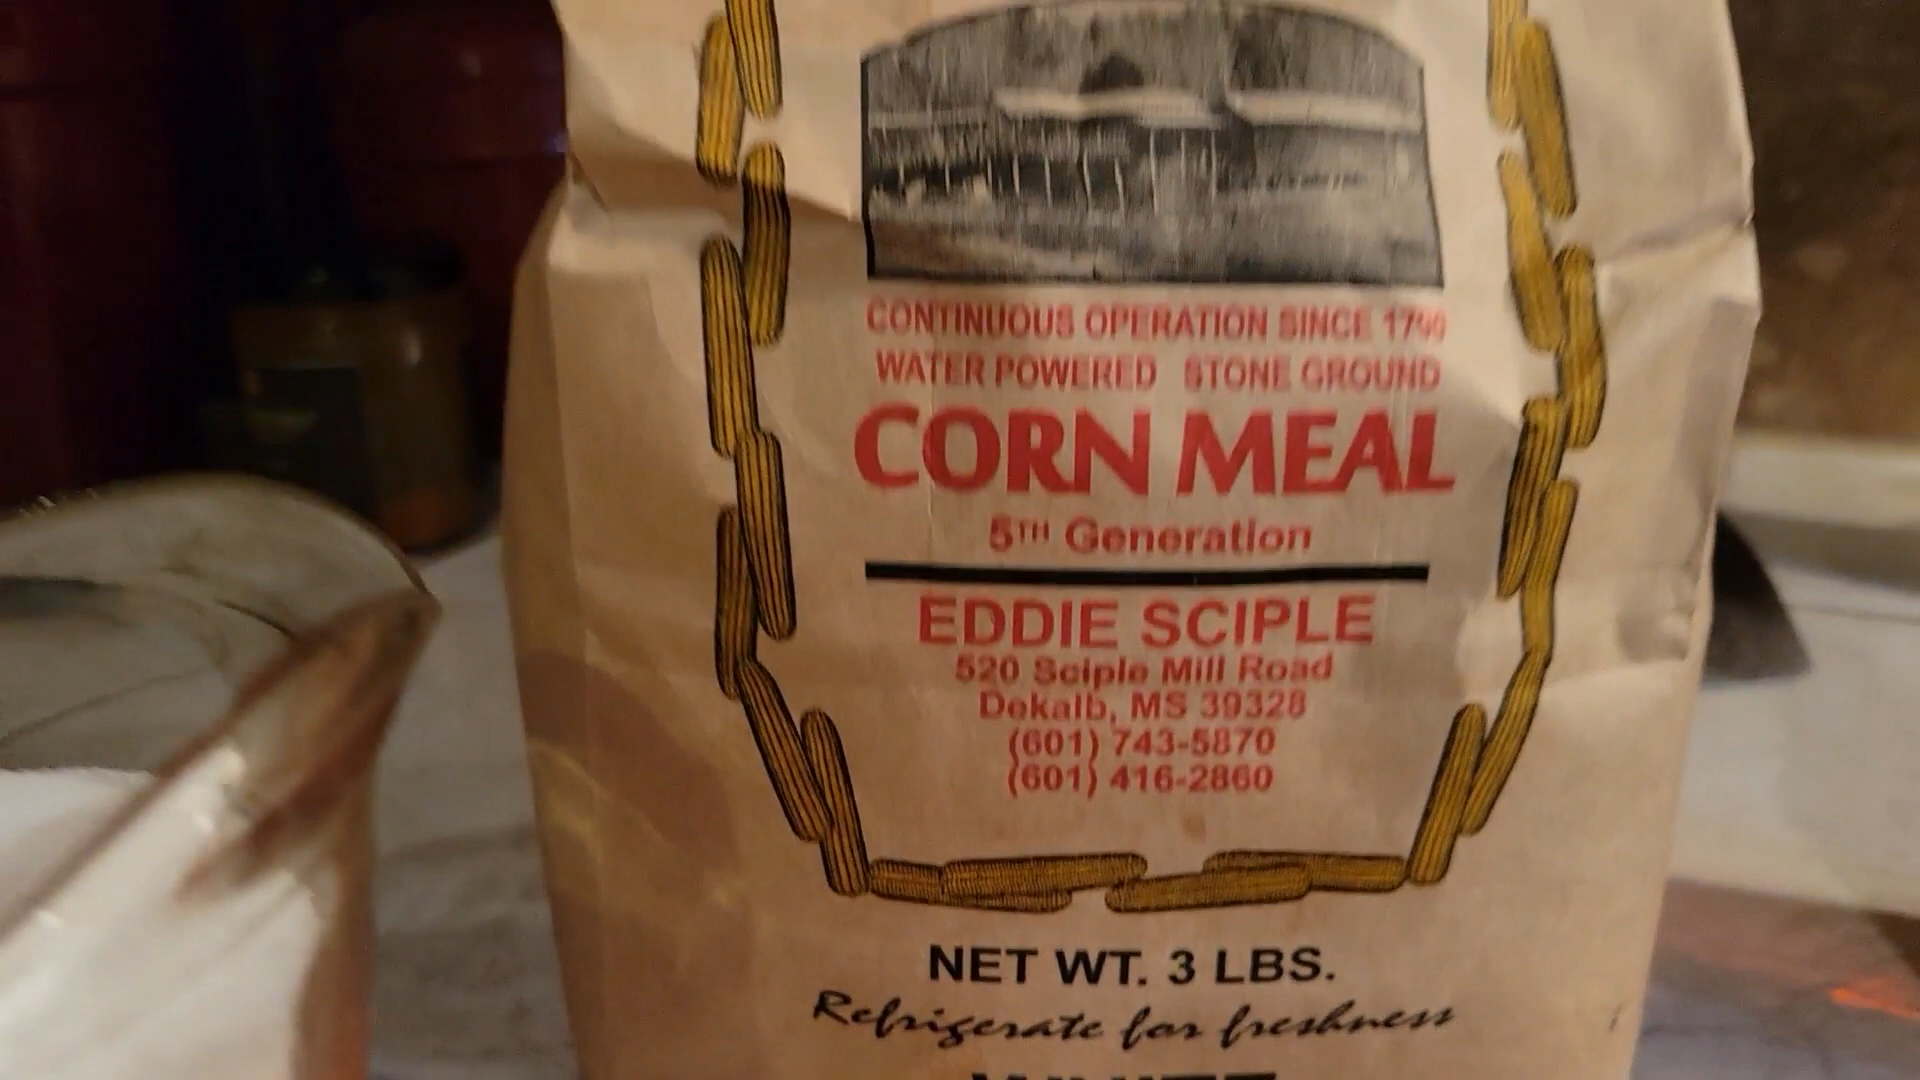 CONTINUOUS OPERATION SINCE 1790
WATER POWERED STONE GROUND
CORN MEAL
5TH Generation
EDDIE SCIPLE
520 Sciple Mill Road
Dekalb, MS 39328
(601) 743-5870
(601) 416-2860
NET WT. 3 LBS.
Refrigerate for freshness